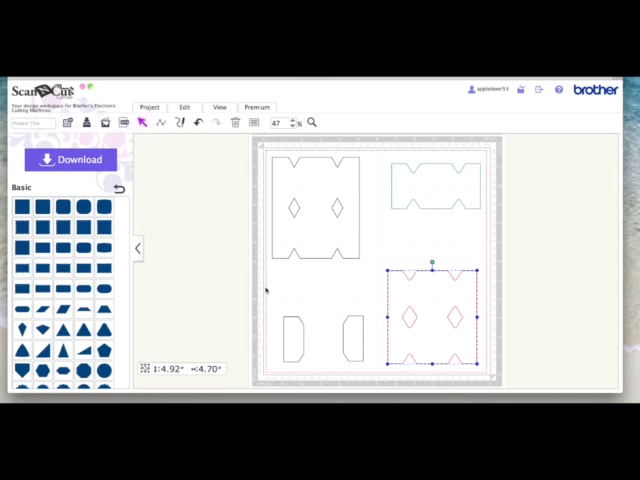 ScanNCut
Your design workspace for Brother's Electronic
Cutting Machines.
applelover53
brother
Project Edit View Premium
Project Title
47 %
Download
Basic
↕:4.92" ↔:4.70"